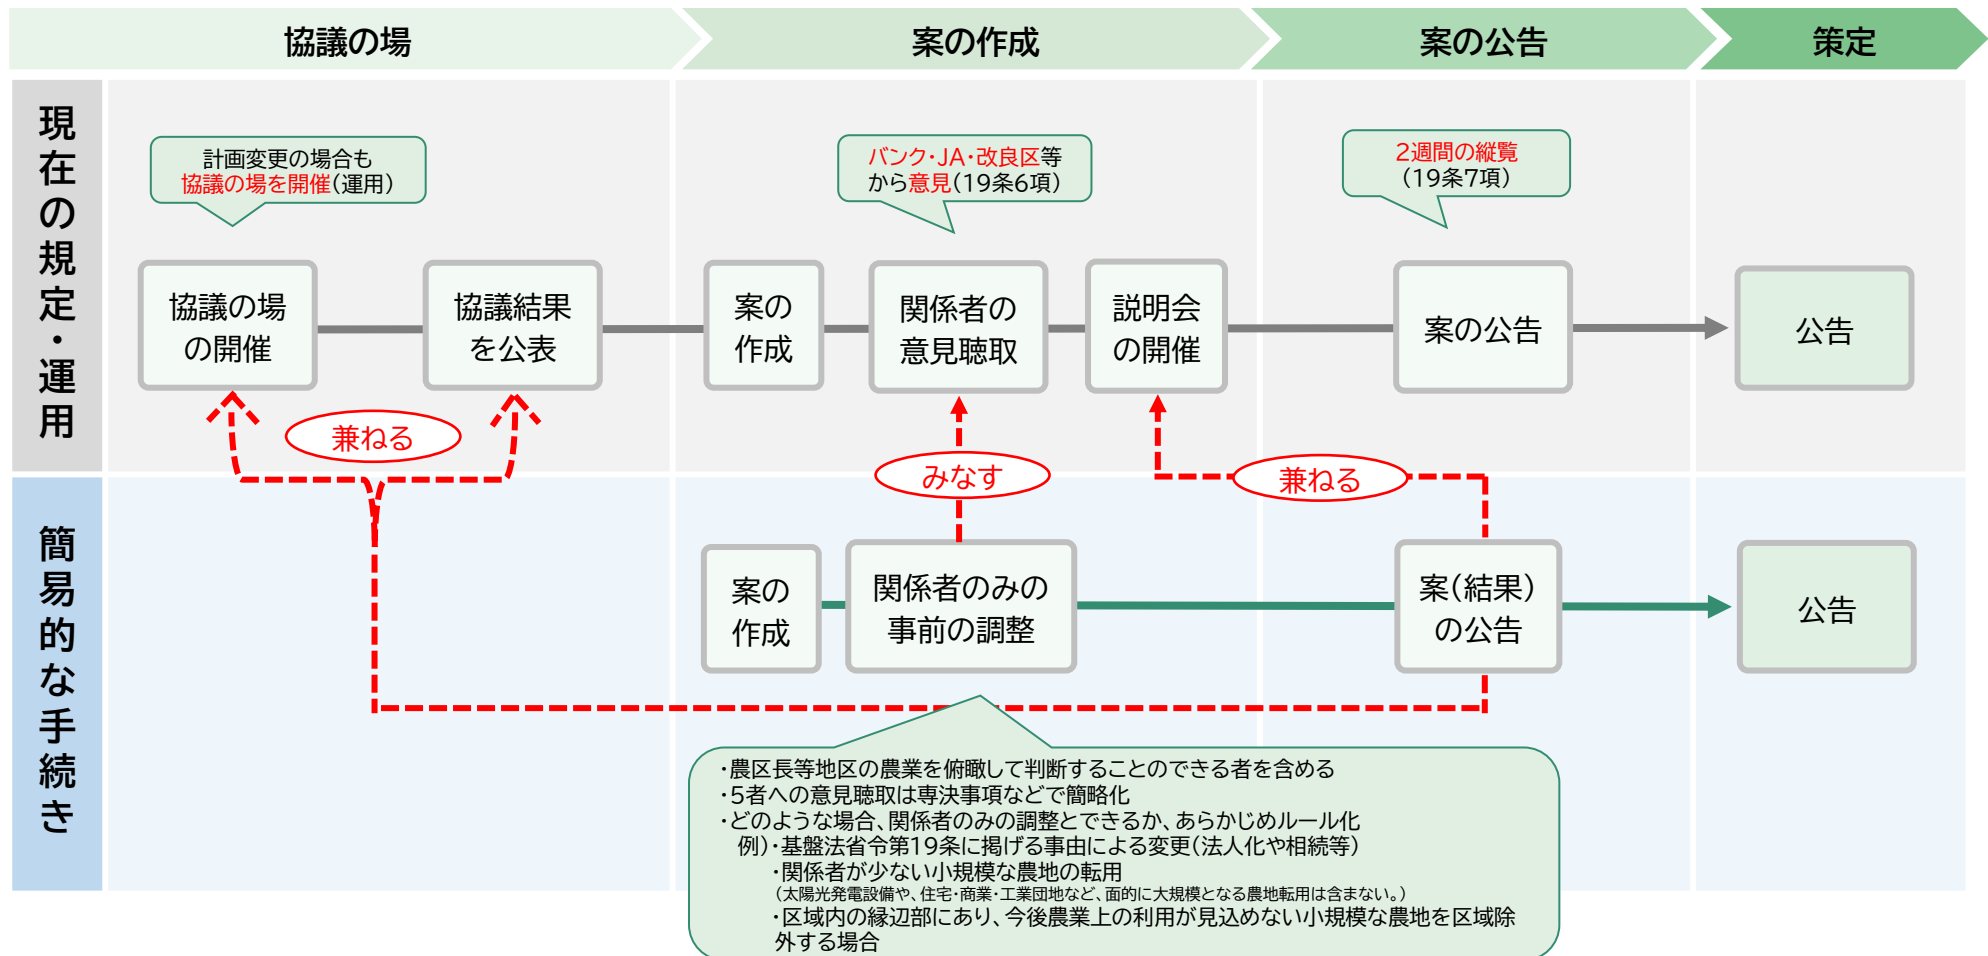 協議の場
案の作成
案の公告
策定
現在の規定・運用
計画変更の場合も
協議の場を開催(運用)
バンク・JA・改良区等
から意見(19条6項)
2週間の縦覧
(19条7項)
協議の場
の開催
協議結果
を公表
案の
作成
関係者の
意見聴取
説明会
の開催
案の公告
公告
兼ねる
みなす
兼ねる
簡易的な手続き
案の
作成
関係者のみの
事前の調整
案(結果)
の公告
公告
・農区長等地区の農業を俯瞰して判断することのできる者を含める
・5者への意見聴取は専決事項などで簡略化
・どのような場合、関係者のみの調整とできるか、あらかじめルール化
例)・基盤法省令第19条に掲げる事由による変更(法人化や相続等)
・関係者が少ない小規模な農地の転用
(太陽光発電設備や、住宅・商業・工業団地など、面的に大規模となる農地転用は含まない。)
・区域内の縁辺部にあり、今後農業上の利用が見込めない小規模な農地を区域除
外する場合